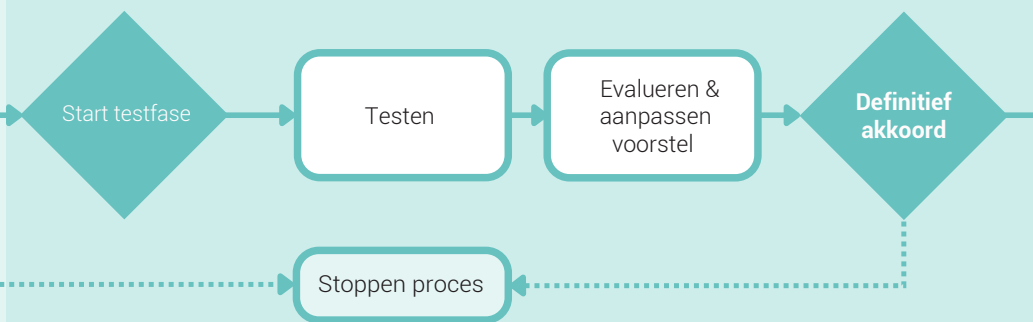 Start testfase
Testen
Evalueren &
aanpassen
voorstel
Definitief
akkoord
Stoppen proces